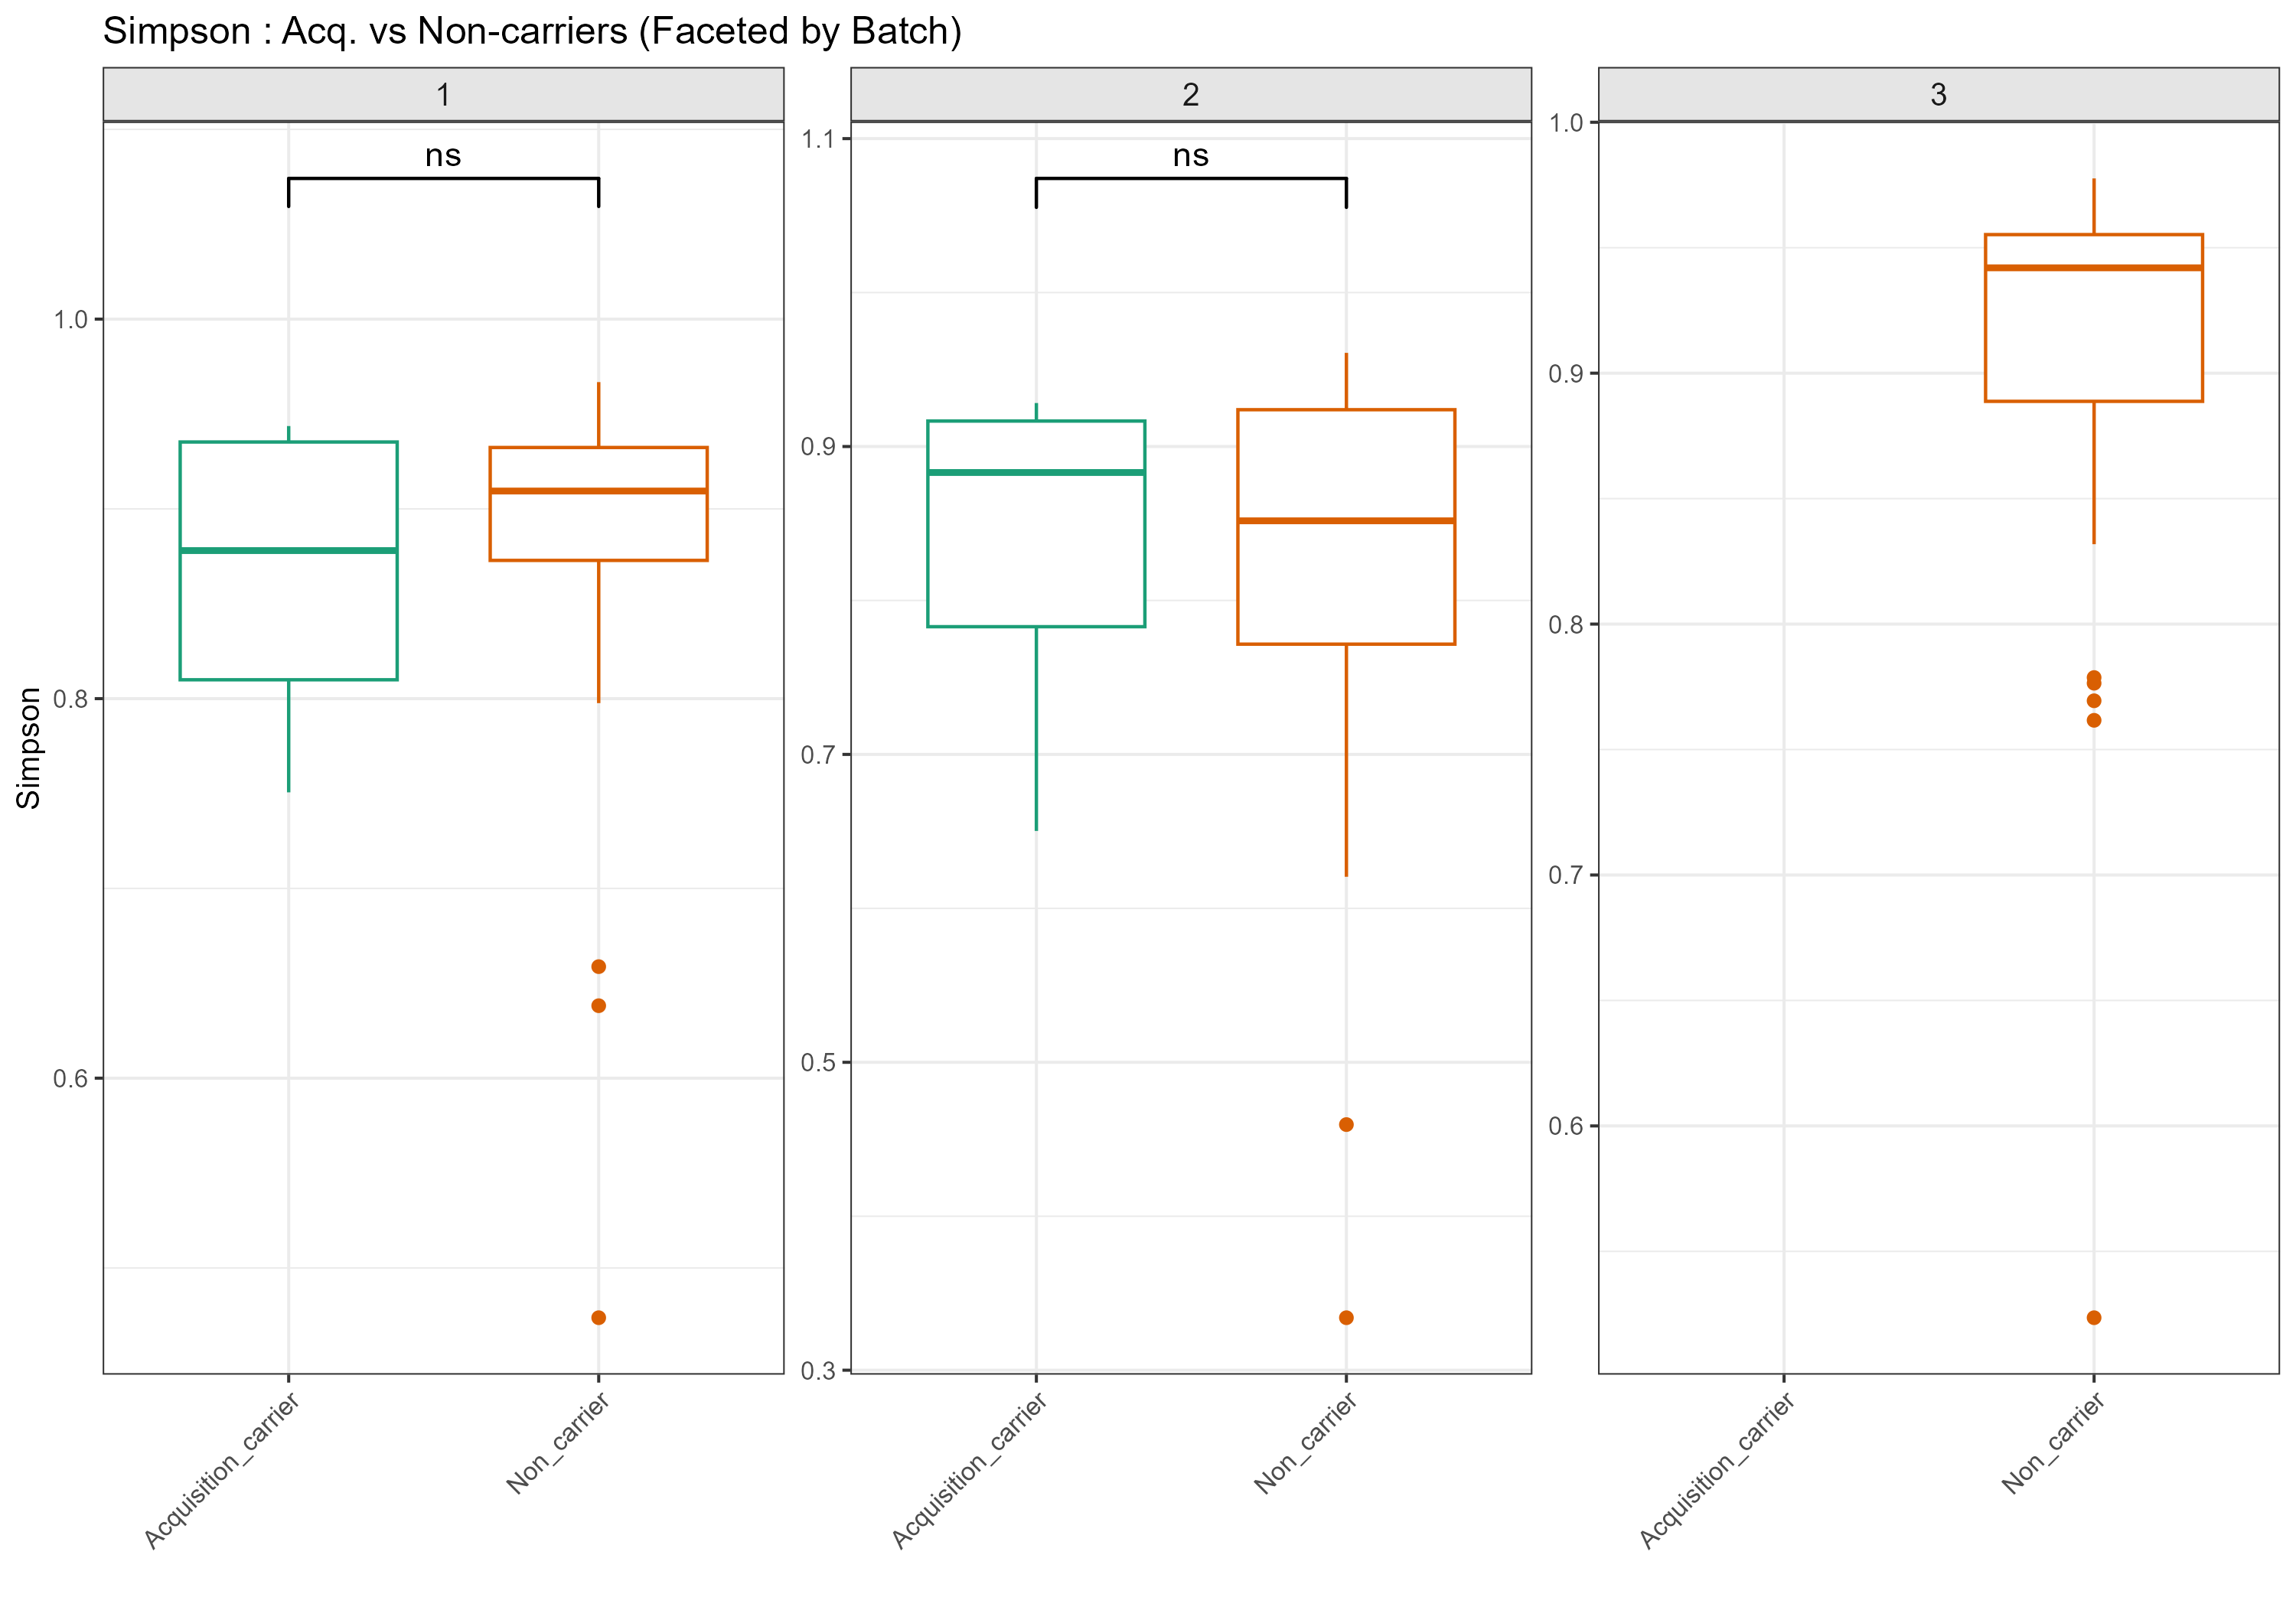 Simpson : Acq. vs Non-carriers (Faceted by Batch)
1
2
3
ns
ns
Simpson
1.0
0.8
0.6
1.1
0.9
0.7
0.5
0.3
1.0
0.9
0.8
0.7
0.6
Acquisition_carrier
Non_carrier
Acquisition_carrier
Non_carrier
Acquisition_carrier
Non_carrier